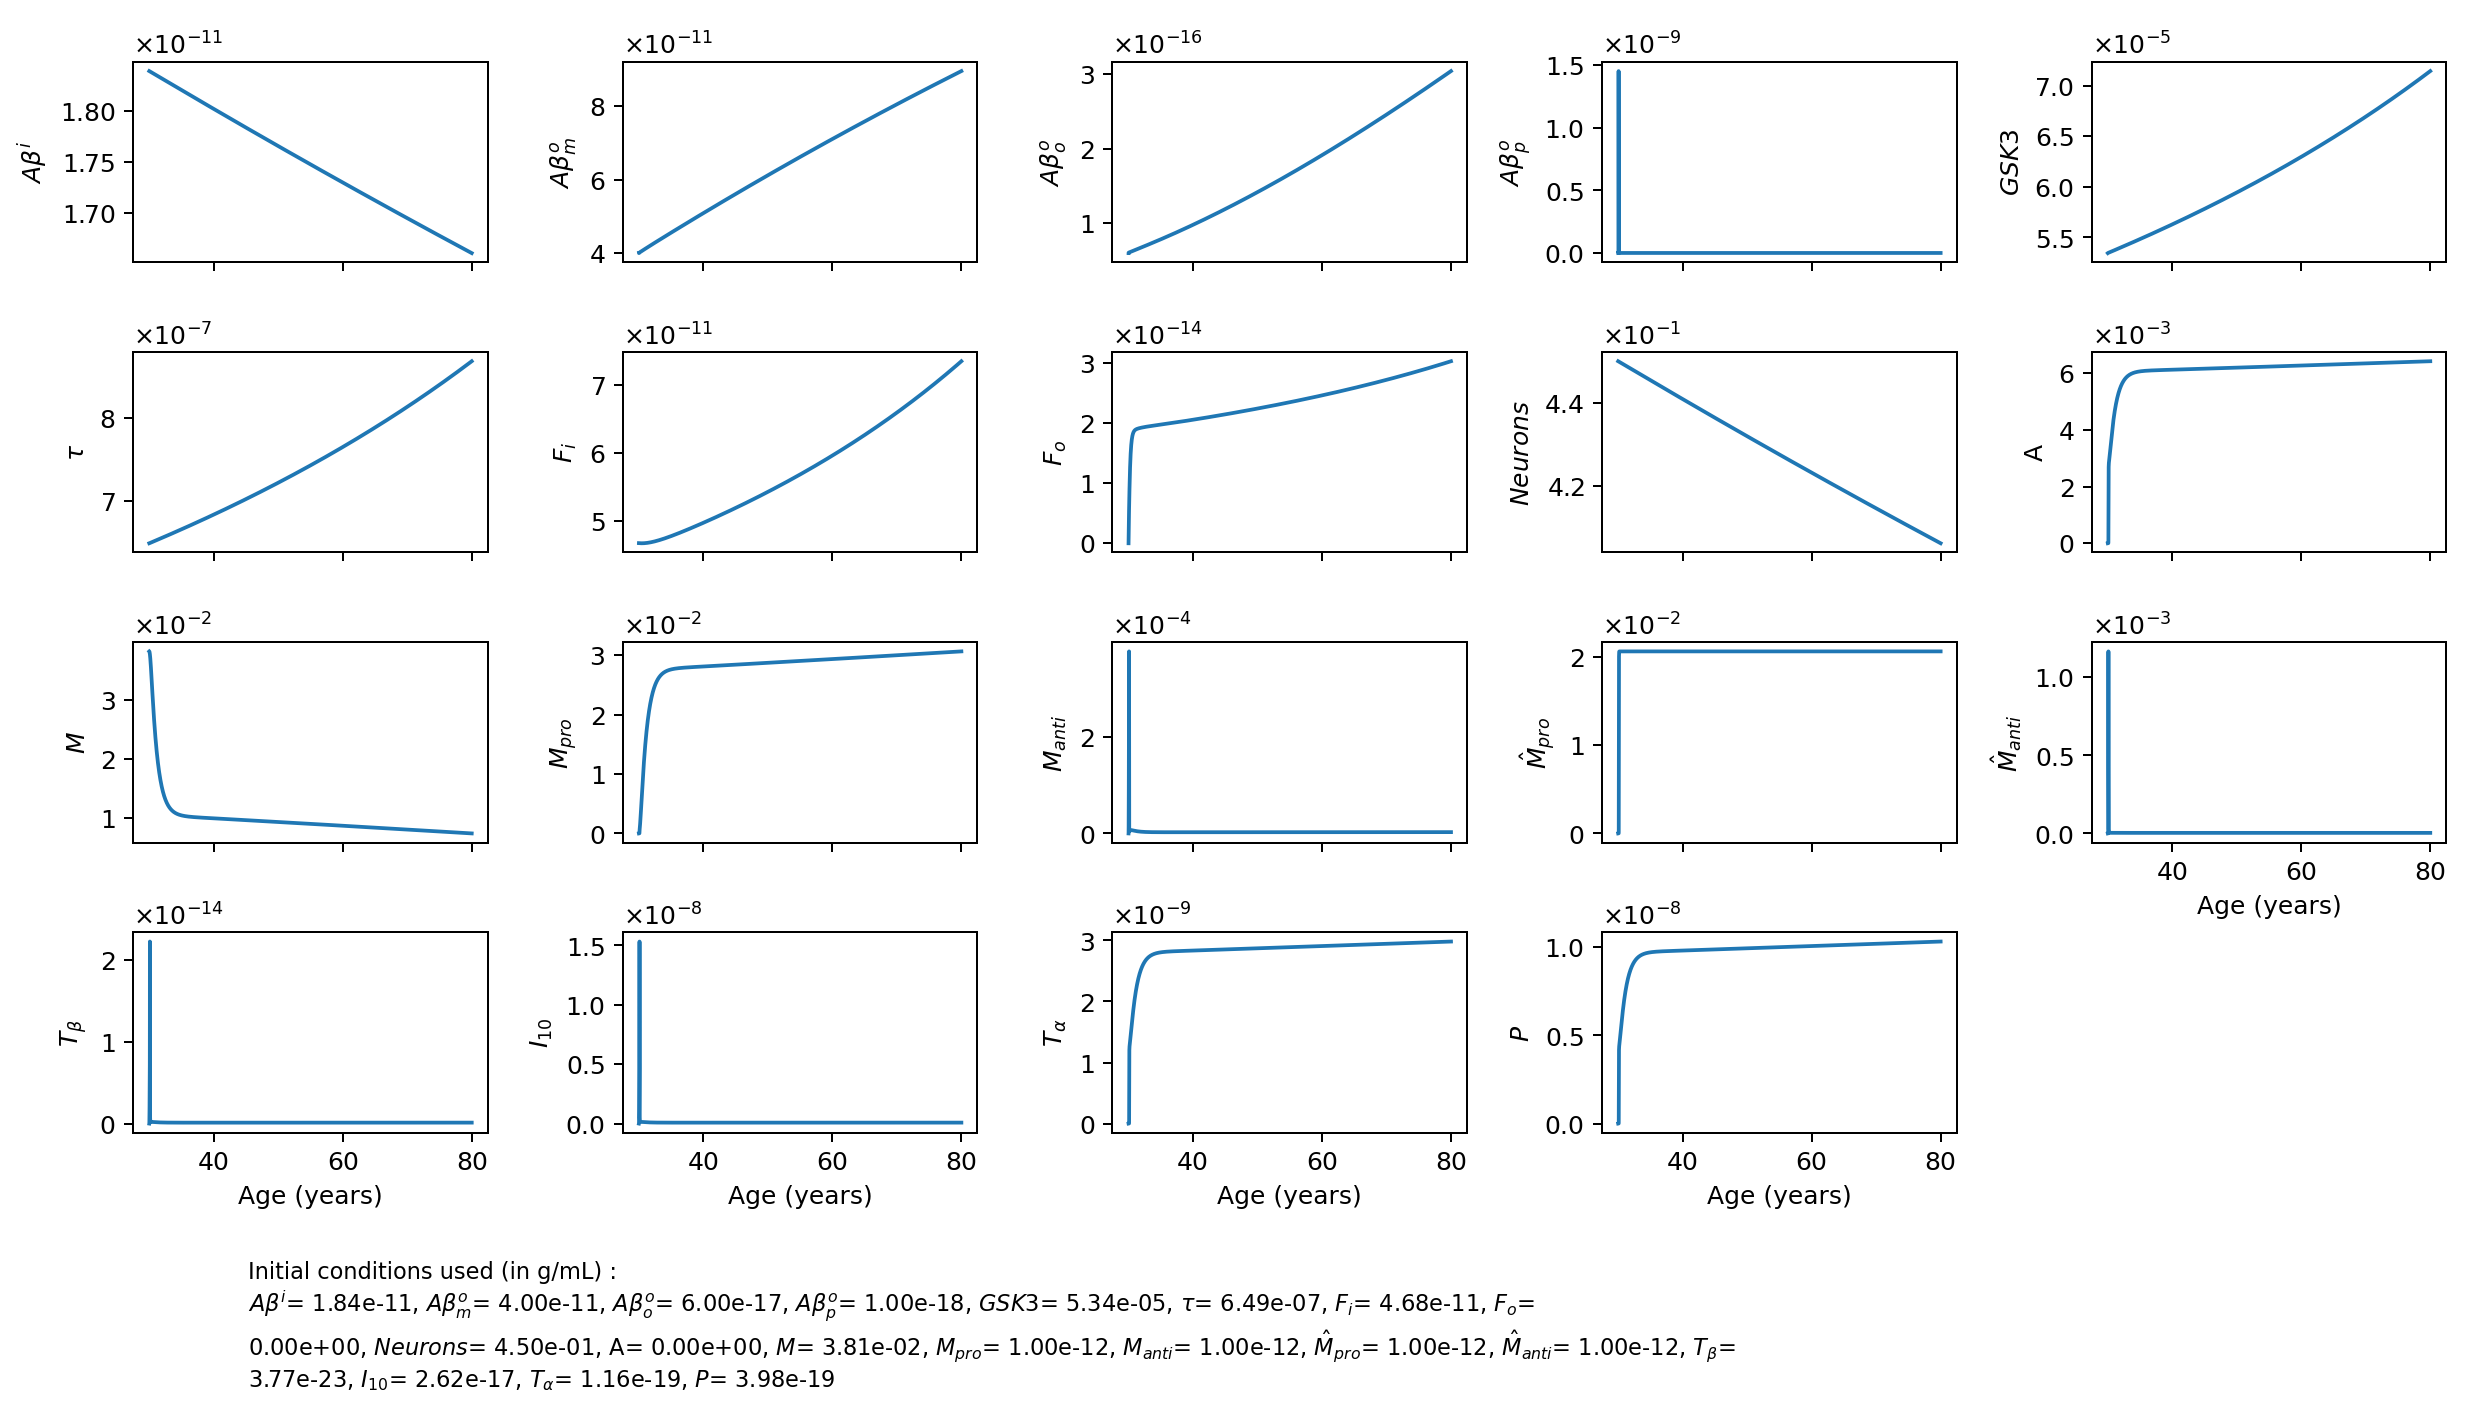 ×10⁻¹¹ ×10⁻¹¹ ×10⁻¹⁶ ×10⁻⁹ ×10⁻⁵
Aβⁱ 1.80 1.75 1.70
Aβₘᵒ 8 6 4
Aβₒᵒ 3 2 1
Aβₚᵒ 1.5 1.0 0.5 0.0
GSK3 7.0 6.5 6.0 5.5
×10⁻⁷ ×10⁻¹¹ ×10⁻¹⁴ ×10⁻¹ ×10⁻³
τ 8 7
Fᵢ 7 6 5
Fₒ 3 2 1 0
Neurons 4.4 4.2
A 6 4 2 0
×10⁻² ×10⁻² ×10⁻⁴ ×10⁻² ×10⁻³
M 3 2 1
M_pro 3 2 1 0
M_anti 2 0
M̂_pro 2 1 0
M̂_anti 1.0 0.5 0.0
40 60 80
Age (years)
×10⁻¹⁴ ×10⁻⁸ ×10⁻⁹ ×10⁻⁸
T_β 2 1 0
I₁₀ 1.5 1.0 0.5 0.0
T_α 3 2 1 0
P 1.0 0.5 0.0
40 60 80 40 60 80 40 60 80 40 60 80
Age (years) Age (years) Age (years) Age (years)
Initial conditions used (in g/mL) :
Aβⁱ= 1.84e-11, Aβₘᵒ= 4.00e-11, Aβₒᵒ= 6.00e-17, Aβₚᵒ= 1.00e-18, GSK3= 5.34e-05, τ= 6.49e-07, Fᵢ= 4.68e-11, Fₒ=
0.00e+00, Neurons= 4.50e-01, A= 0.00e+00, M= 3.81e-02, M_pro= 1.00e-12, M_anti= 1.00e-12, M̂_pro= 1.00e-12, M̂_anti= 1.00e-12, T_β=
3.77e-23, I₁₀= 2.62e-17, T_α= 1.16e-19, P= 3.98e-19